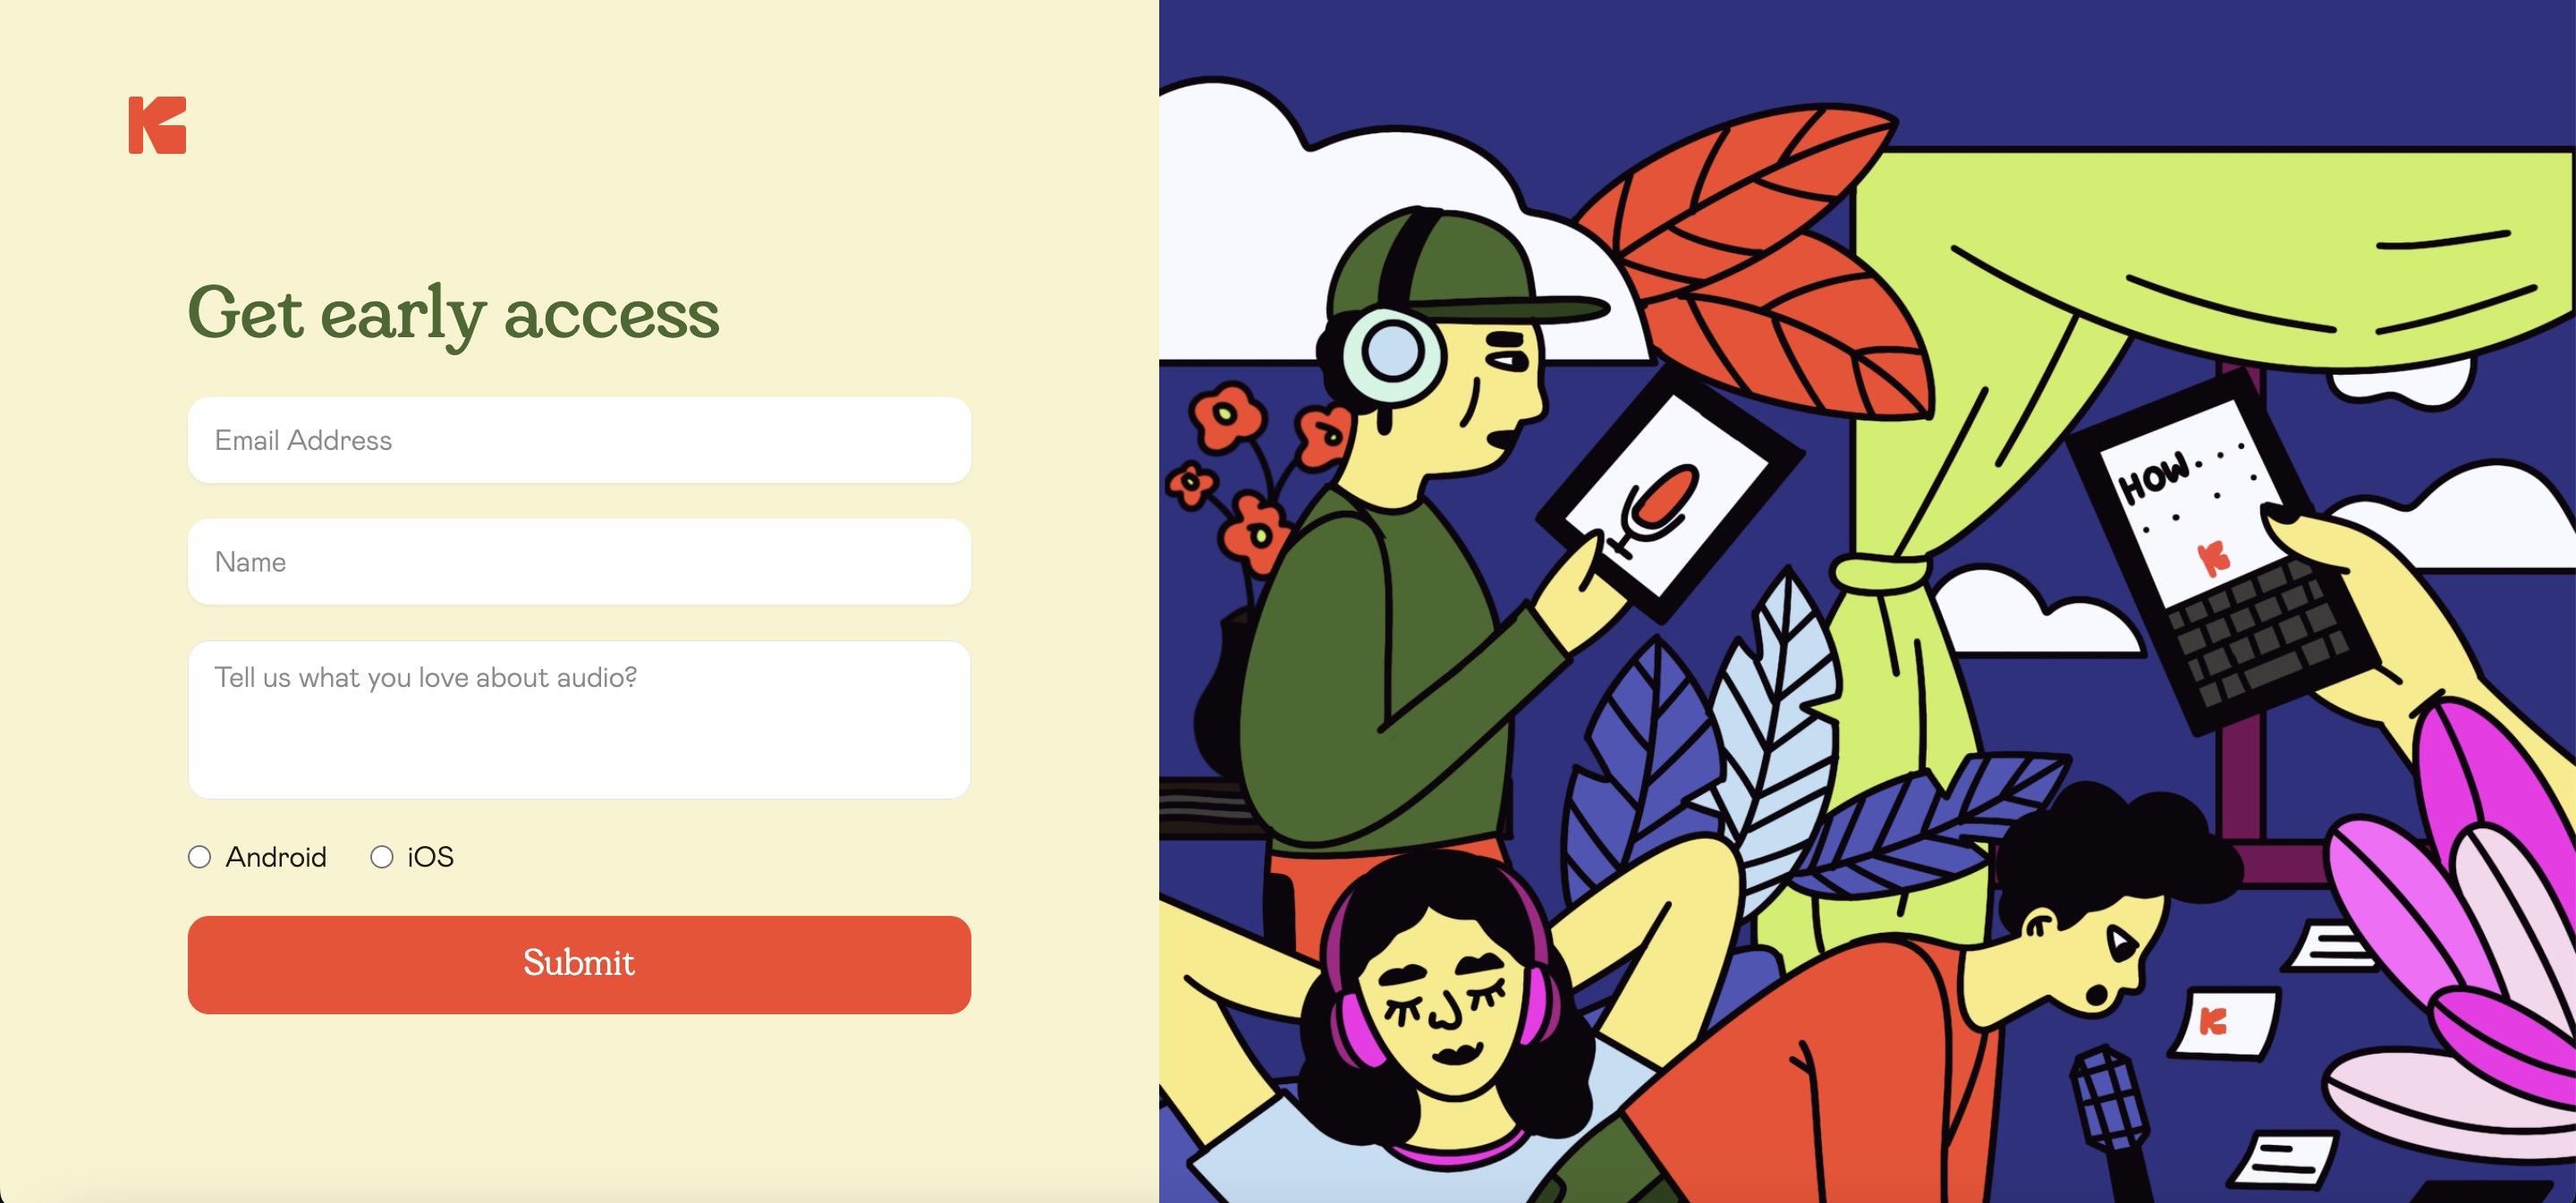 Get early access
Email Address
Name
Tell us what you love about audio?
Android
iOS
Submit
HOW....